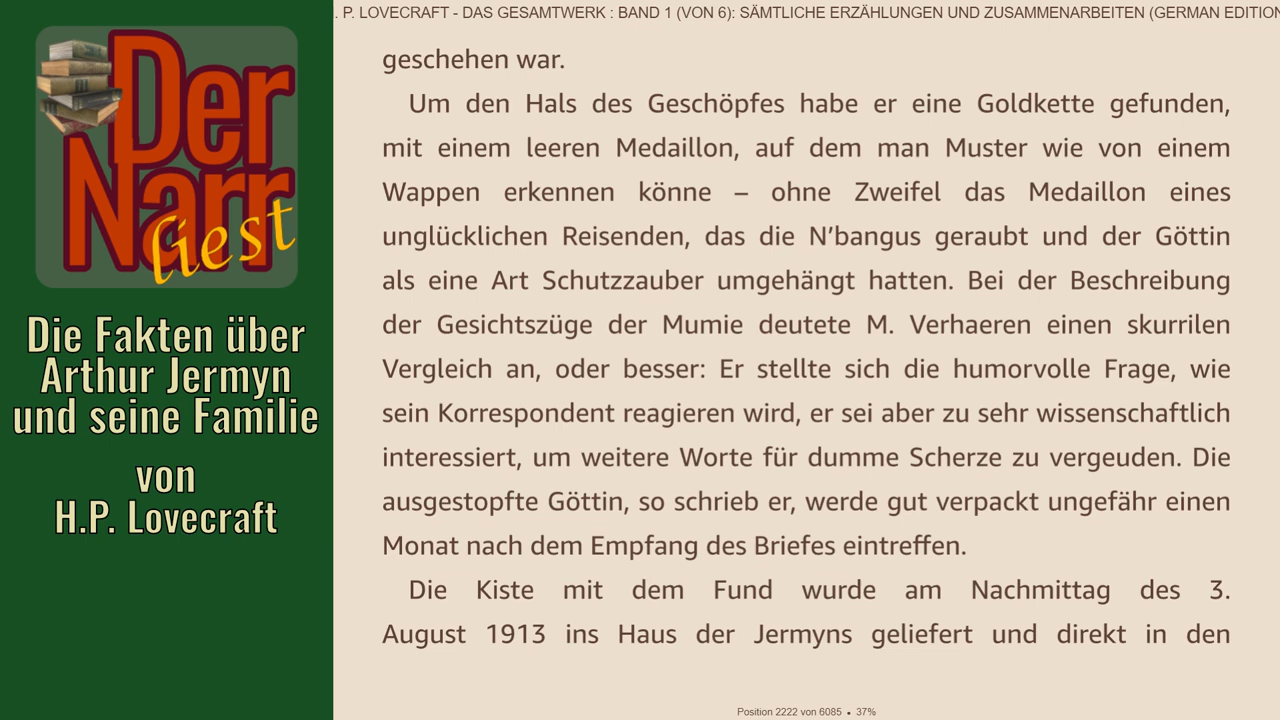 Der
Narr
liest
Die Fakten über
Arthur Jermyn
und seine Familie
von
H.P. Lovecraft
. P. LOVECRAFT - DAS GESAMTWERK : BAND 1 (VON 6): SÄMTLICHE ERZÄHLUNGEN UND ZUSAMMENARBEITEN (GERMAN EDITION
geschehen war.
Um den Hals des Geschöpfes habe er eine Goldkette gefunden,
mit einem leeren Medaillon, auf dem man Muster wie von einem
Wappen erkennen könne – ohne Zweifel das Medaillon eines
unglücklichen Reisenden, das die N’bangus geraubt und der Göttin
als eine Art Schutzzauber umgehängt hatten. Bei der Beschreibung
der Gesichtszüge der Mumie deutete M. Verhaeren einen skurrilen
Vergleich an, oder besser: Er stellte sich die humorvolle Frage, wie
sein Korrespondent reagieren wird, er sei aber zu sehr wissenschaftlich
interessiert, um weitere Worte für dumme Scherze zu vergeuden. Die
ausgestopfte Göttin, so schrieb er, werde gut verpackt ungefähr einen
Monat nach dem Empfang des Briefes eintreffen.
Die Kiste mit dem Fund wurde am Nachmittag des 3.
August 1913 ins Haus der Jermyns geliefert und direkt in den
Position 2222 von 6085 • 37%